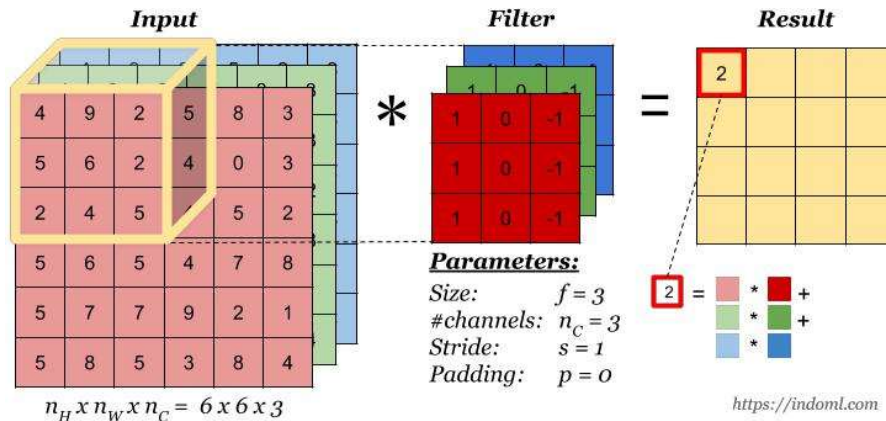 Input
Filter
Result
4 9 2 5 8 3
5 6 2 4 0 3
2 4 5 5 2
5 6 5 4 7 8
5 7 7 9 2 1
5 8 5 3 8 4
n_H x n_W x n_C = 6 x 6 x 3
*
1 0 -1
1 0 -1
1 0 -1
1 0 -1
=
2
Parameters:
Size: f = 3
#channels: n_C = 3
Stride: s = 1
Padding: p = 0
2 = * +
* +
*
https://indoml.com